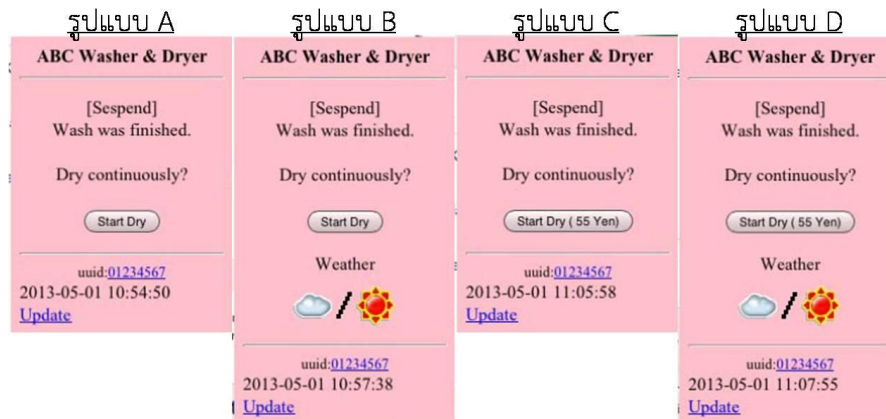 รูปแบบ A
ABC Washer & Dryer
[Sespend]
Wash was finished.
Dry continuously?
Start Dry
uuid:01234567
2013-05-01 10:54:50
Update
รูปแบบ B
ABC Washer & Dryer
[Sespend]
Wash was finished.
Dry continuously?
Start Dry
Weather
uuid:01234567
2013-05-01 10:57:38
Update
รูปแบบ C
ABC Washer & Dryer
[Sespend]
Wash was finished.
Dry continuously?
Start Dry ( 55 Yen)
uuid:01234567
2013-05-01 11:05:58
Update
รูปแบบ D
ABC Washer & Dryer
[Sespend]
Wash was finished.
Dry continuously?
Start Dry ( 55 Yen)
Weather
uuid:01234567
2013-05-01 11:07:55
Update